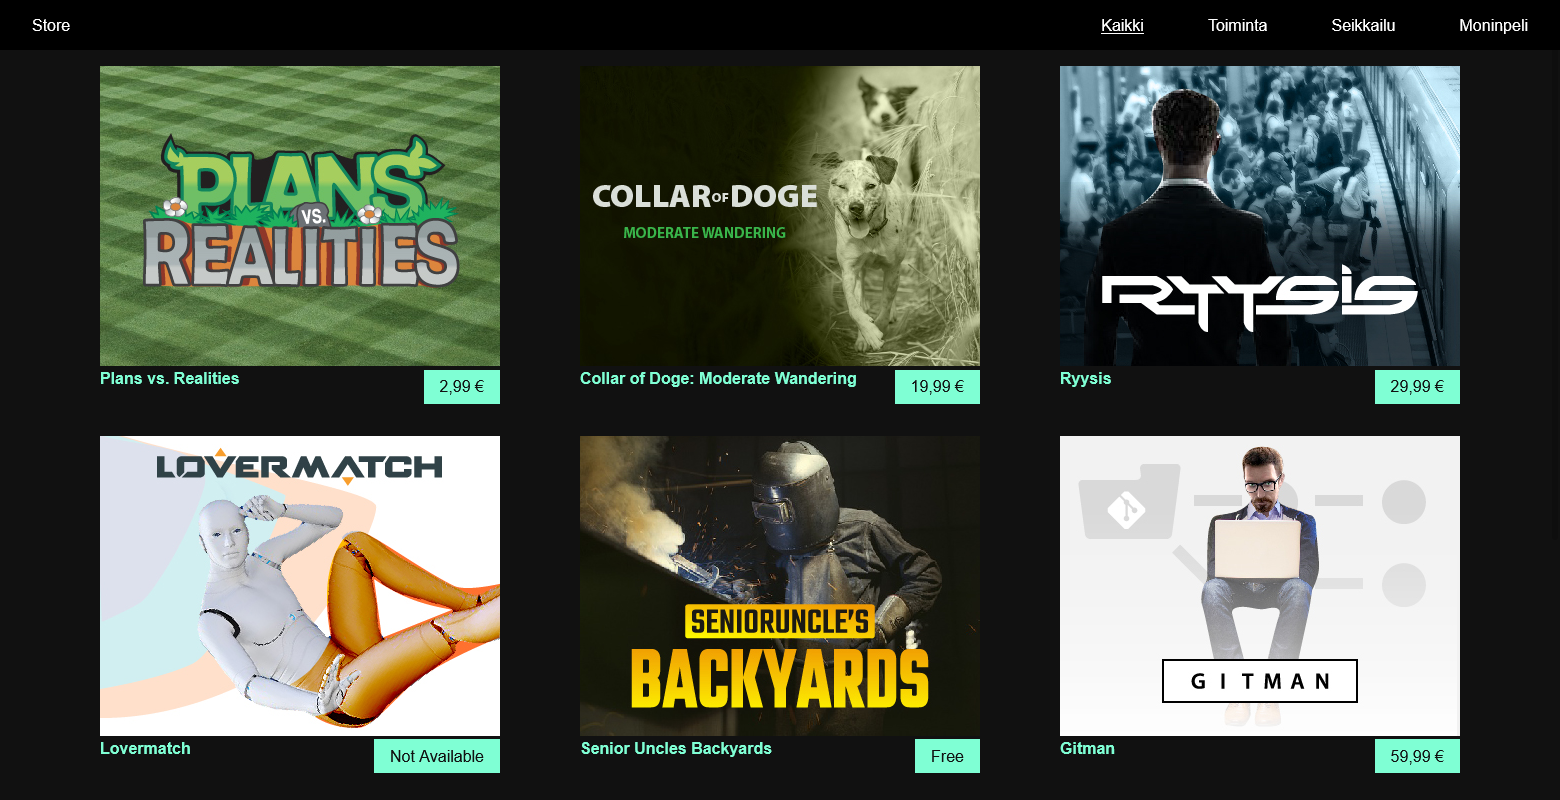 Store
Kaikki
Toiminta
Seikkailu
Moninpeli
PLANS
VS.
REALITIES
Plans vs. Realities
2,99 €
COLLAR OF DOGE
MODERATE WANDERING
Collar of Doge: Moderate Wandering
19,99 €
RYYSIS
Ryysis
29,99 €
LOVERMATCH
Lovermatch
Not Available
SENIORUNCLE'S
BACKYARDS
Senior Uncles Backyards
Free
GITMAN
Gitman
59,99 €